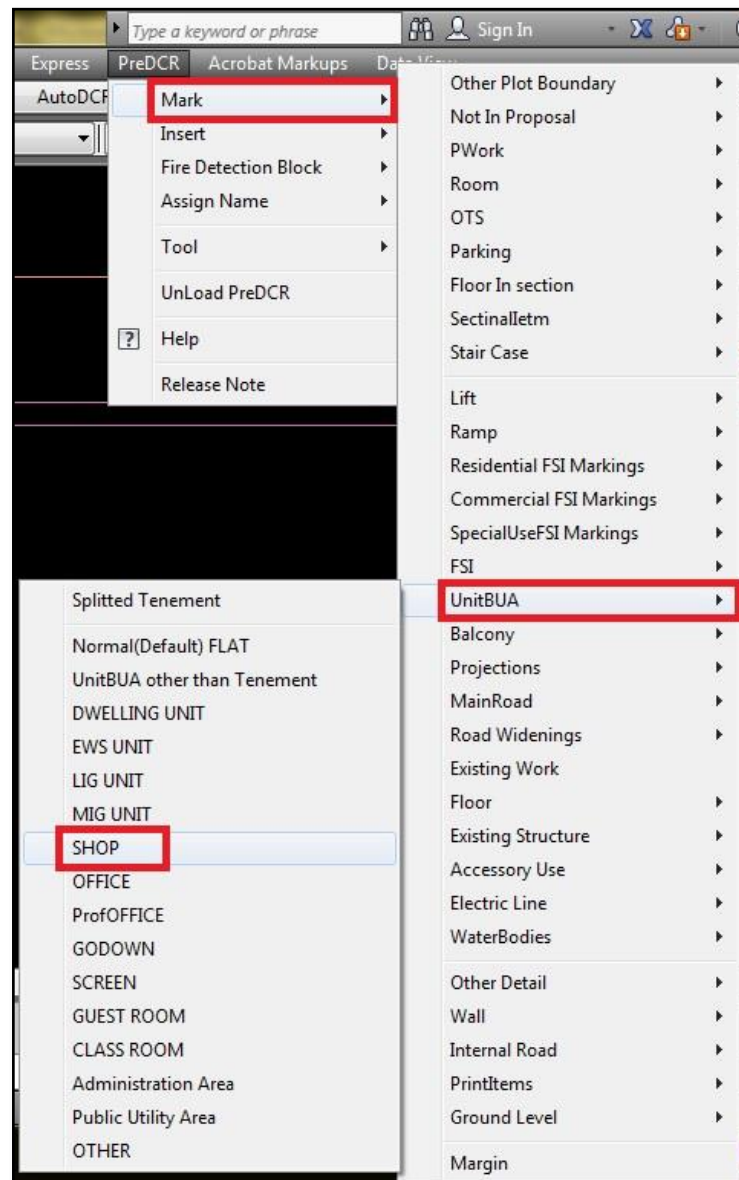 Type a keyword or phrase
Sign In
Express PreDCR Acrobat Markups
AutoDCF
Mark
Insert
Fire Detection Block
Assign Name
Tool
UnLoad PreDCR
? Help
Release Note
Other Plot Boundary
Not In Proposal
PWork
Room
OTS
Parking
Floor In section
SectinalIetm
Stair Case
Lift
Ramp
Residential FSI Markings
Commercial FSI Markings
SpecialUseFSI Markings
FSI
UnitBUA
Balcony
Projections
MainRoad
Road Widenings
Existing Work
Floor
Existing Structure
Accessory Use
Electric Line
WaterBodies
Other Detail
Wall
Internal Road
PrintItems
Ground Level
Margin
Splitted Tenement
Normal(Default) FLAT
UnitBUA other than Tenement
DWELLING UNIT
EWS UNIT
LIG UNIT
MIG UNIT
SHOP
OFFICE
ProfOFFICE
GODOWN
SCREEN
GUEST ROOM
CLASS ROOM
Administration Area
Public Utility Area
OTHER